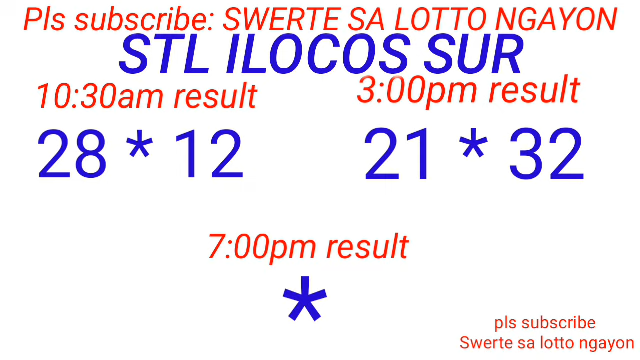 Pls subscribe: SWERTE SA LOTTO NGAYON
STL ILOCOS SUR
10:30am result
28 * 12
3:00pm result
21 * 32
7:00pm result
*
pls subscribe
Swerte sa lotto ngayon